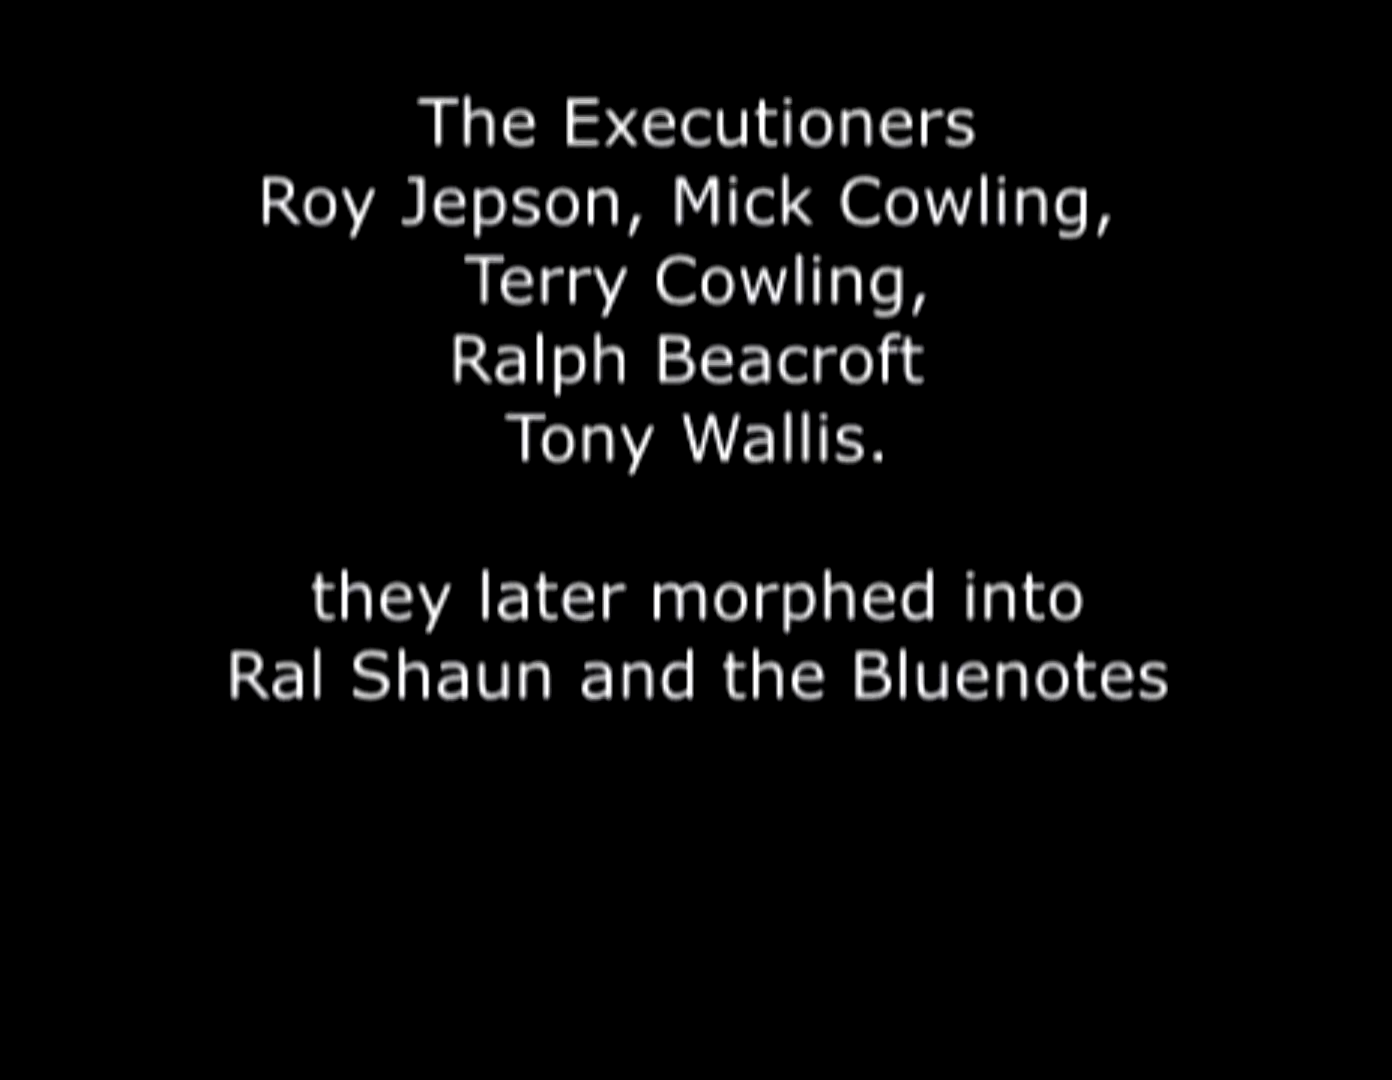 The Executioners
Roy Jepson, Mick Cowling,
Terry Cowling,
Ralph Beacroft
Tony Wallis.
they later morphed into
Ral Shaun and the Bluenotes